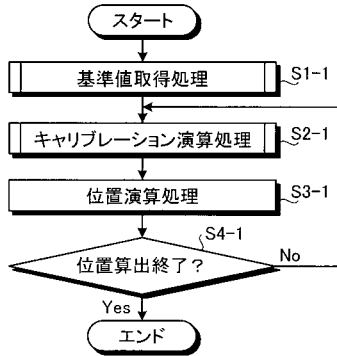 スタート
基準値取得処理
S1-1
キャリブレーション演算処理
S2-1
位置演算処理
S3-1
S4-1
位置算出終了？
No
Yes
エンド